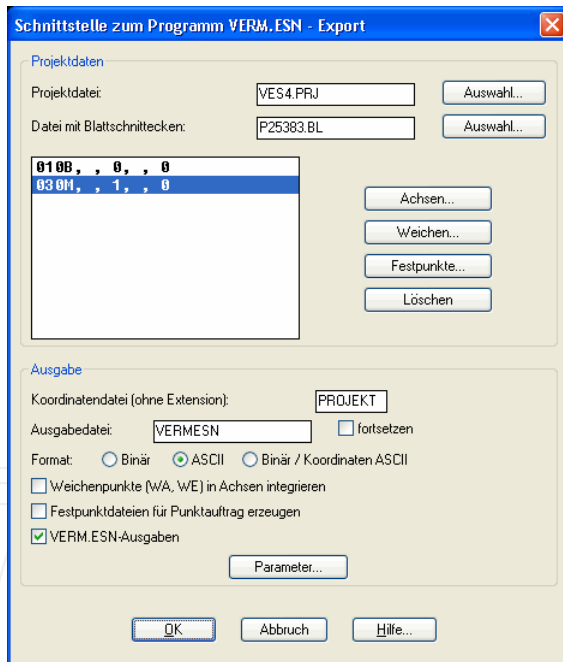 Schnittstelle zum Programm VERM.ESN - Export
Projektdaten
Projektdatei: VES4.PRJ Auswahl...
Datei mit Blattschnittecken: P25383.BL Auswahl...
010B, , 0, , 0
030M, , 1, , 0
Achsen...
Weichen...
Festpunkte...
Löschen
Ausgabe
Koordinatendatei (ohne Extension): PROJEKT
Ausgabedatei: VERMESN fortsetzen
Format: Binär ASCII Binär / Koordinaten ASCII
Weichenpunkte (WA, WE) in Achsen integrieren
Festpunktdateien für Punktauftrag erzeugen
VERM.ESN-Ausgaben
Parameter...
OK Abbruch Hilfe...